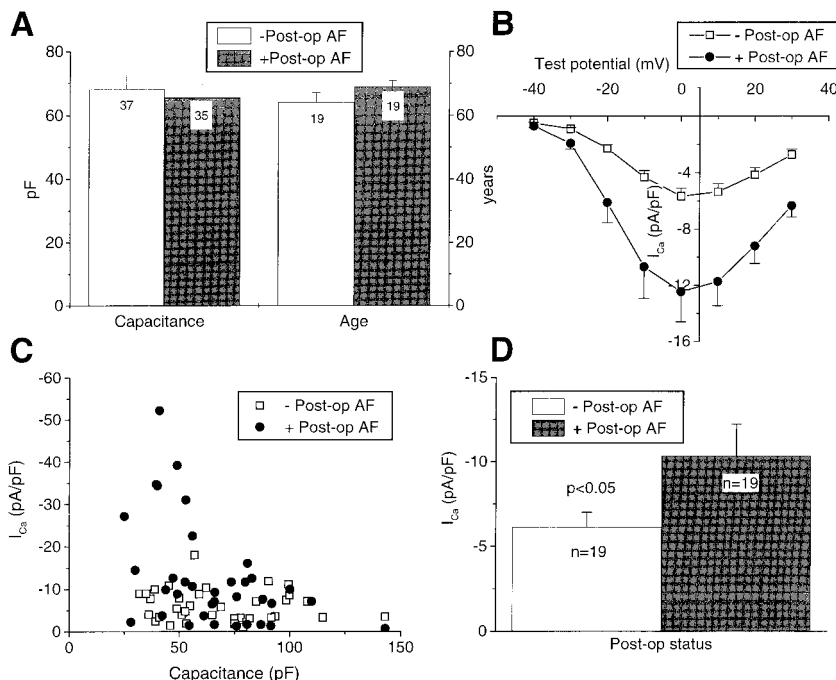 A
-Post-op AF
+Post-op AF
80
60
40
20
0
pF
37
35
19
19
80
60
40
20
0
years
Capacitance
Age
B
- Post-op AF
+ Post-op AF
Test potential (mV)
-40 -20 0 20 40
-4
-8
-12
-16
I_Ca (pA/pF)
C
- Post-op AF
+ Post-op AF
-60
-50
-40
-30
-20
-10
0
I_Ca (pA/pF)
0 50 100 150
Capacitance (pF)
D
- Post-op AF
+ Post-op AF
-15
-10
-5
0
I_Ca (pA/pF)
p<0.05
n=19
n=19
Post-op status